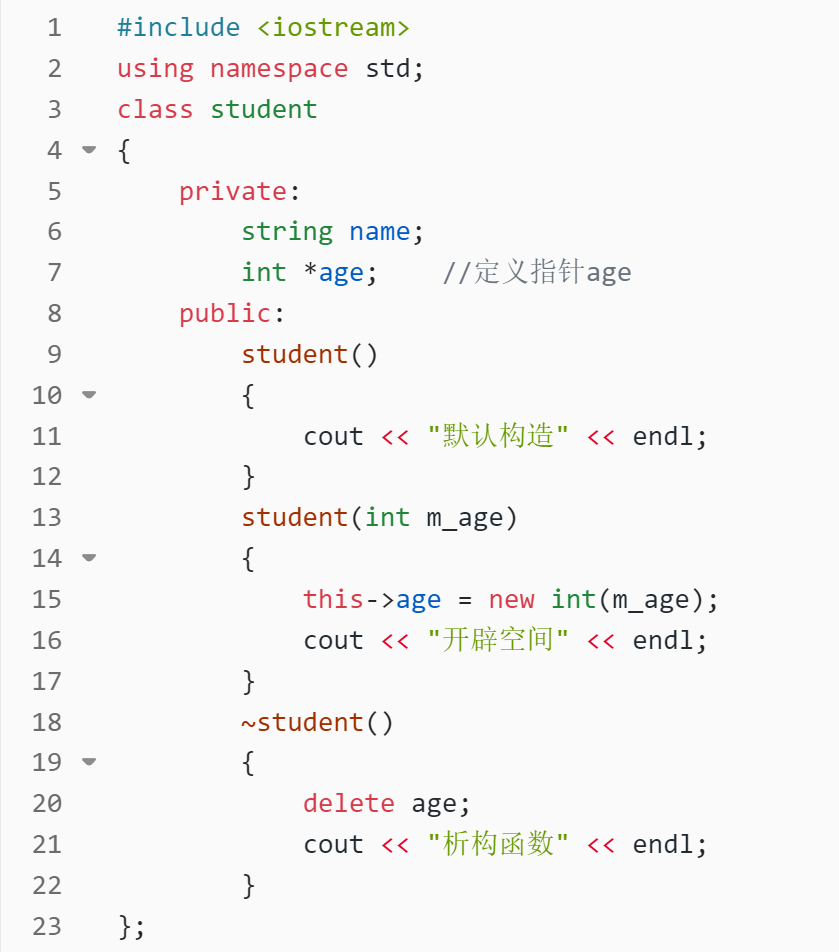 1 #include <iostream>
2 using namespace std;
3 class student
4 {
5 private:
6 string name;
7 int *age; //定义指针age
8 public:
9 student()
10 {
11 cout << "默认构造" << endl;
12 }
13 student(int m_age)
14 {
15 this->age = new int(m_age);
16 cout << "开辟空间" << endl;
17 }
18 ~student()
19 {
20 delete age;
21 cout << "析构函数" << endl;
22 }
23 };